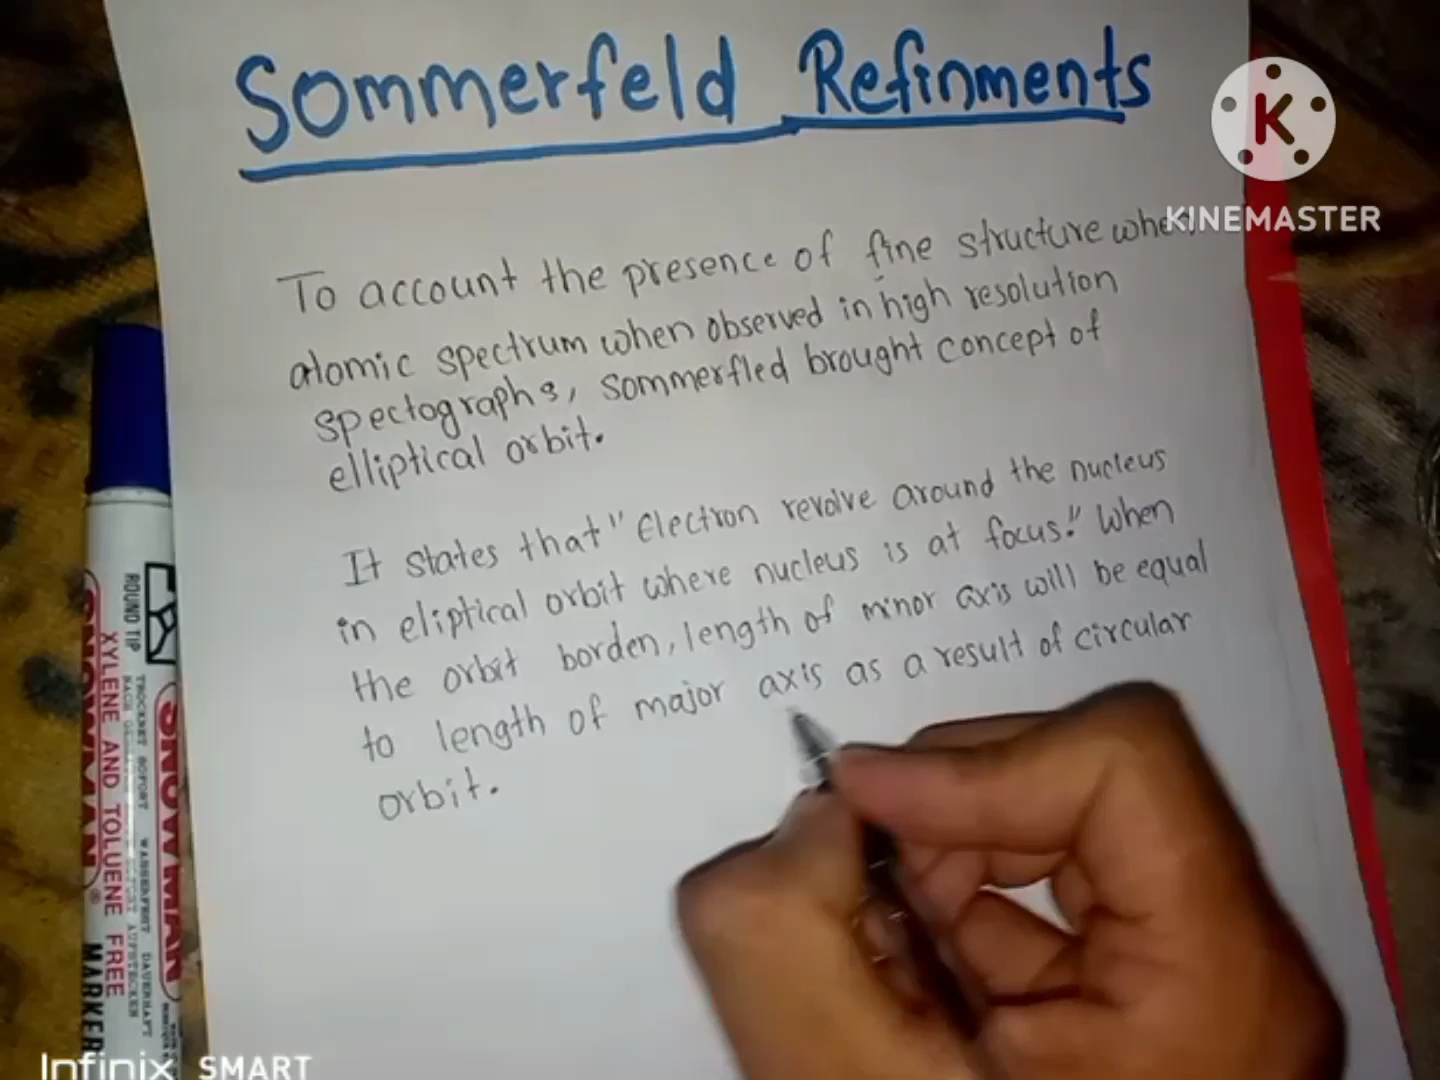 Sommerfeld Refinments
KINEMASTER
To account the presence of fine structure when
atomic spectrum when observed in high resolution
spectographs, sommerfled brought concept of
elliptical orbit.
It states that "Electron revolve around the nucleus
in eliptical orbit where nucleus is at focus." When
the orbit borden, length of minor axis will be equal
to length of major axis as a result of circular
orbit.
ROUND TIP
XYLENE AND TOLUENE FREE
SNOWMAN
SNOWMAN
MARKER
Infinix SMART